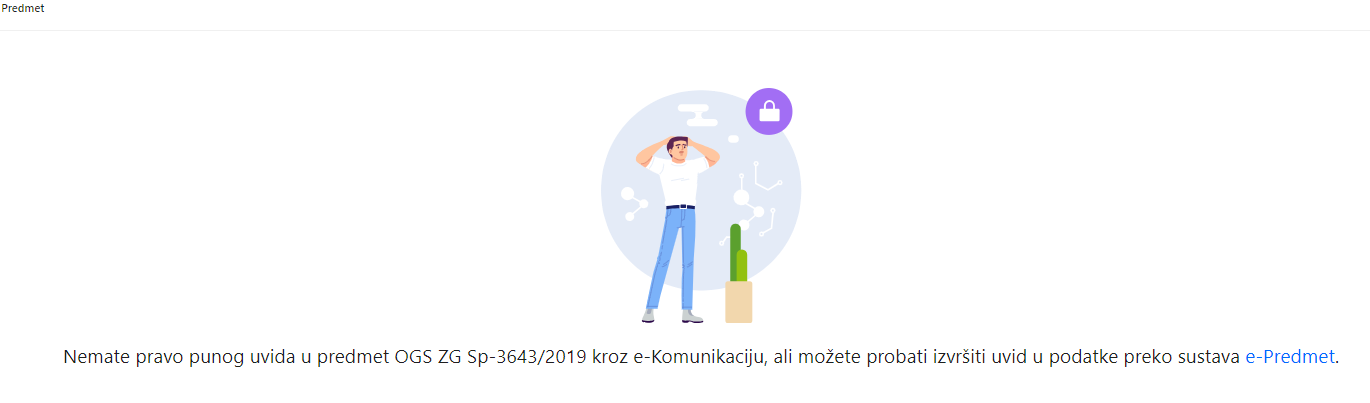 Predmet
Nemate pravo punog uvida u predmet OGS ZG Sp-3643/2019 kroz e-Komunikaciju, ali možete probati izvršiti uvid u podatke preko sustava e-Predmet.